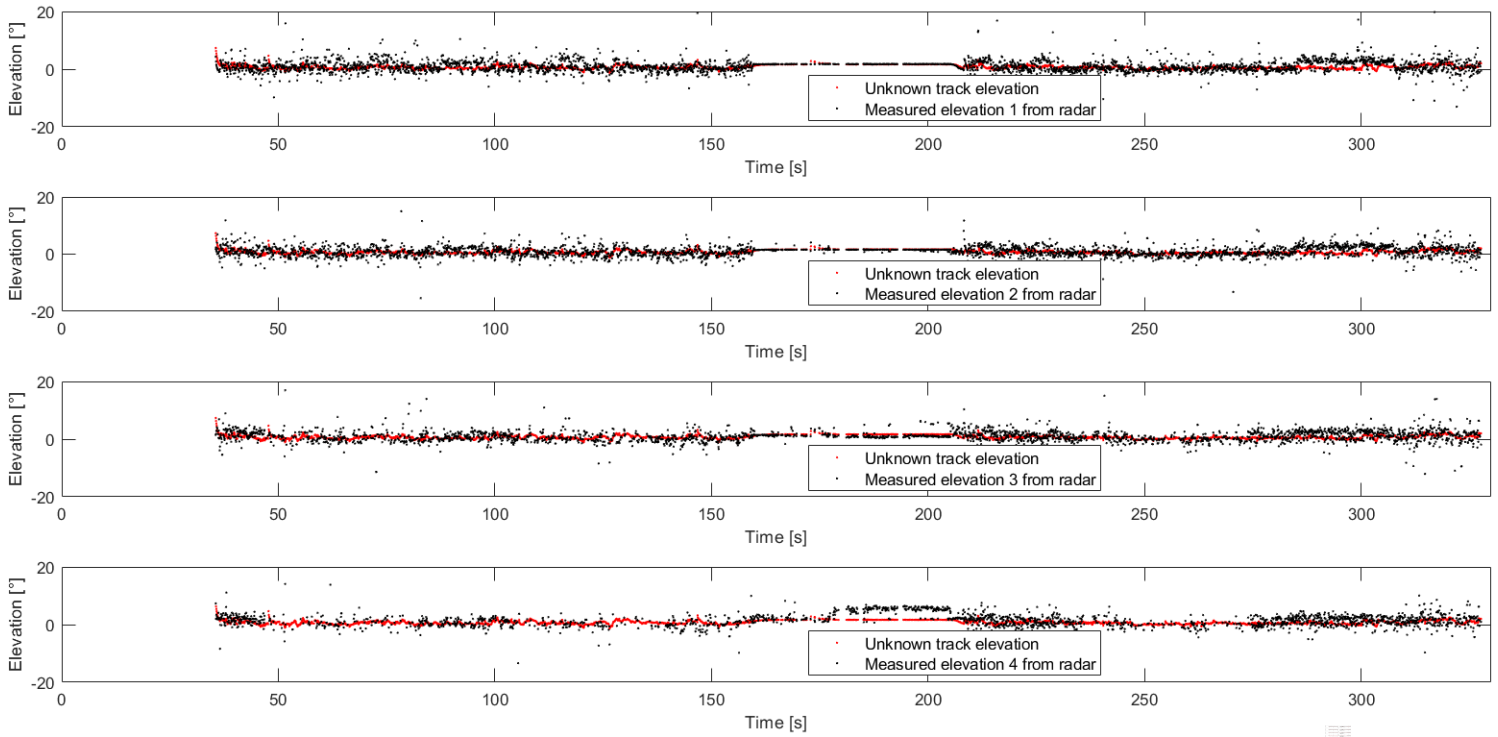 20
0
-20
Elevation [°]
0
50
100
150
200
250
300
Time [s]
Unknown track elevation
Measured elevation 1 from radar
20
0
-20
Elevation [°]
0
50
100
150
200
250
300
Time [s]
Unknown track elevation
Measured elevation 2 from radar
20
0
-20
Elevation [°]
0
50
100
150
200
250
300
Time [s]
Unknown track elevation
Measured elevation 3 from radar
20
0
-20
Elevation [°]
0
50
100
150
200
250
300
Time [s]
Unknown track elevation
Measured elevation 4 from radar